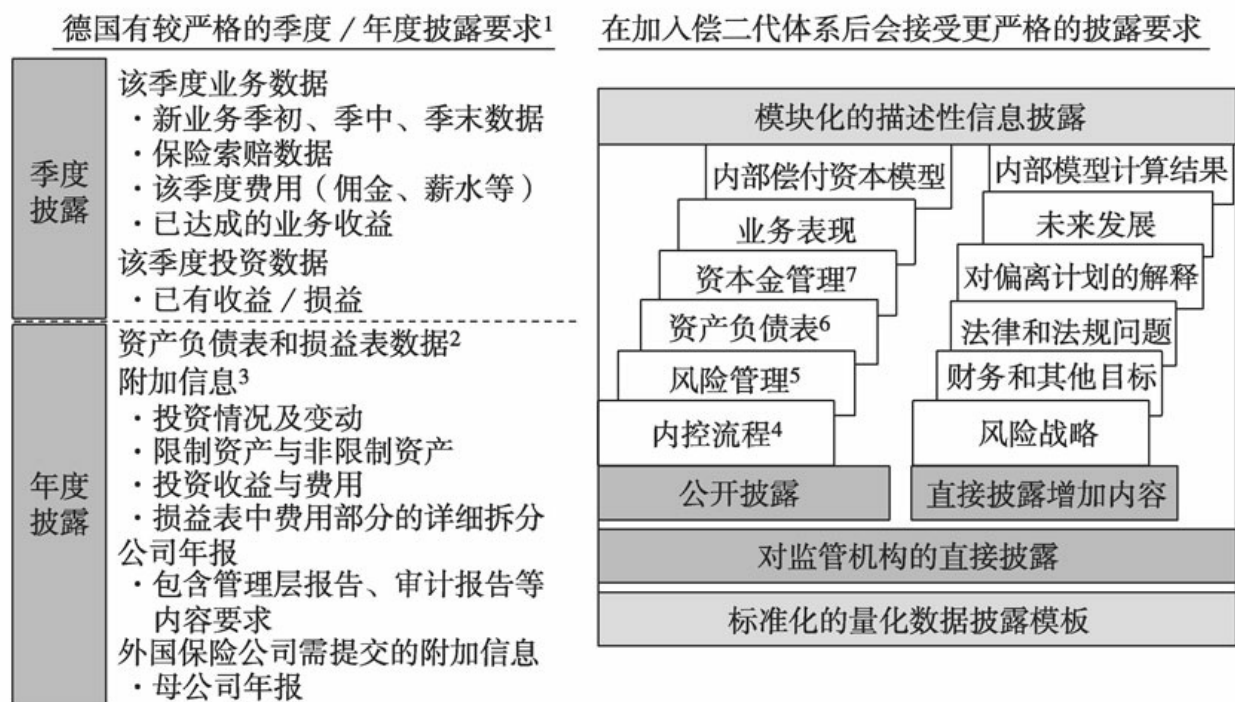 德国有较严格的季度/年度披露要求1
季度
披露
该季度业务数据
·新业务季初、季中、季末数据
·保险索赔数据
·该季度费用(佣金、薪水等)
·已达成的业务收益
该季度投资数据
·已有收益/损益
年度
披露
资产负债表和损益表数据2
附加信息3
·投资情况及变动
·限制资产与非限制资产
·投资收益与费用
·损益表中费用部分的详细拆分
公司年报
·包含管理层报告、审计报告等
内容要求
外国保险公司需提交的附加信息
·母公司年报
在加入偿二代体系后会接受更严格的披露要求
模块化的描述性信息披露
内部偿付资本模型
业务表现
资本金管理7
资产负债表6
风险管理5
内控流程4
公开披露
内部模型计算结果
未来发展
对偏离计划的解释
法律和法规问题
财务和其他目标
风险战略
直接披露增加内容
对监管机构的直接披露
标准化的量化数据披露模板